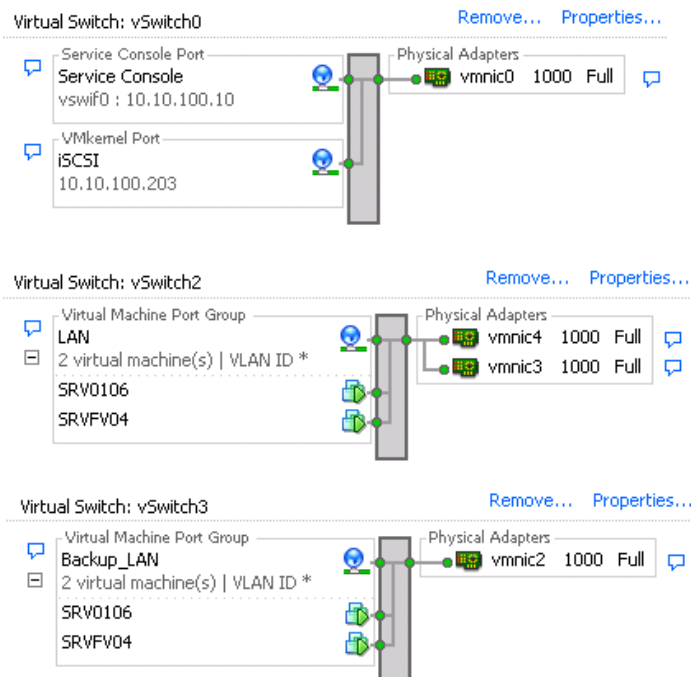 Virtual Switch: vSwitch0 Remove... Properties...
Service Console Port Physical Adapters
Service Console vmnic0 1000 Full
vswif0 : 10.10.100.10
VMkernel Port
iSCSI
10.10.100.203
Virtual Switch: vSwitch2 Remove... Properties...
Virtual Machine Port Group Physical Adapters
LAN vmnic4 1000 Full
2 virtual machine(s) | VLAN ID * vmnic3 1000 Full
SRV0106
SRVFV04
Virtual Switch: vSwitch3 Remove... Properties...
Virtual Machine Port Group Physical Adapters
Backup_LAN vmnic2 1000 Full
2 virtual machine(s) | VLAN ID *
SRV0106
SRVFV04